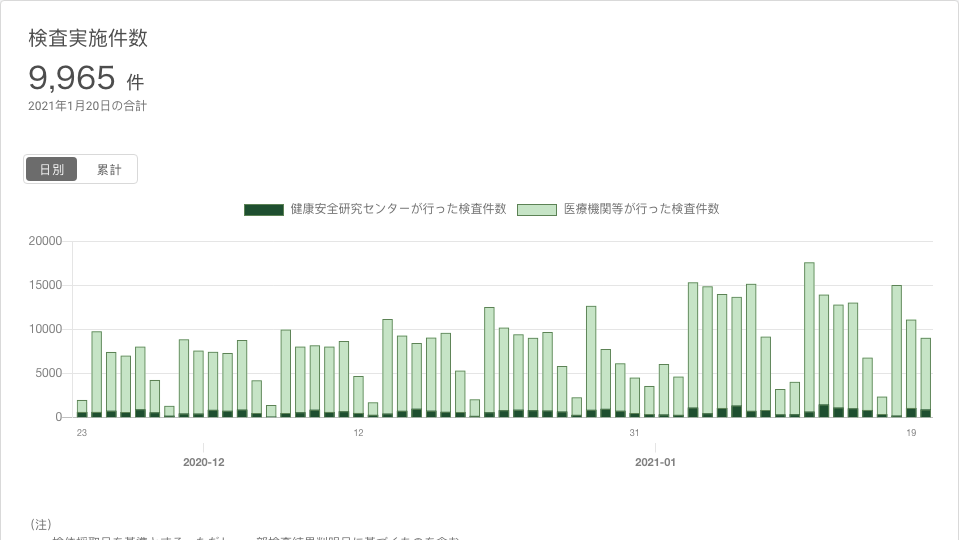 検査実施件数
9,965 件
2021年1月20日の合計
日別 累計
健康安全研究センターが行った検査件数 医療機関等が行った検査件数
20000
15000
10000
5000
0
23 12 31 19
2020-12 2021-01
（注）